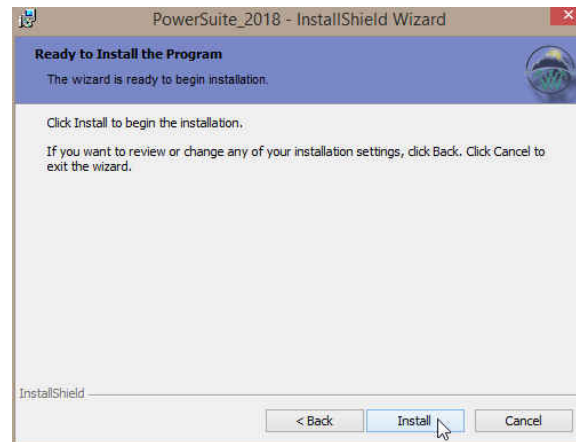 PowerSuite_2018 - InstallShield Wizard
Ready to Install the Program
The wizard is ready to begin installation.
Click Install to begin the installation.
If you want to review or change any of your installation settings, click Back. Click Cancel to
exit the wizard.
InstallShield
< Back Install Cancel